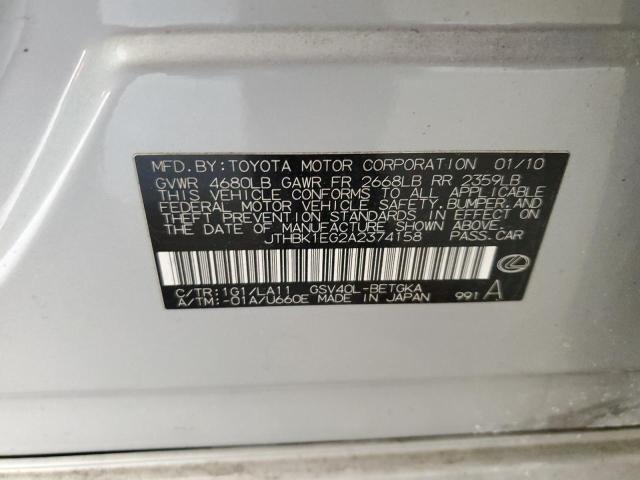 MFD. BY: TOYOTA MOTOR CORPORATION 01/10
GVWR 4680LB GAWR FR 2668LB RR 2359LB
THIS VEHICLE CONFORMS TO ALL APPLICABLE
FEDERAL MOTOR VEHICLE SAFETY, BUMPER, AND
THEFT PREVENTION STANDARDS IN EFFECT ON
THE DATE OF MANUFACTURE SHOWN ABOVE.
JTHBK1EG2A2374158 PASS. CAR
C/TR: 1G1/LA11 GSV40L-BETGKA
A/TM: -01A/U660E MADE IN JAPAN 991 A